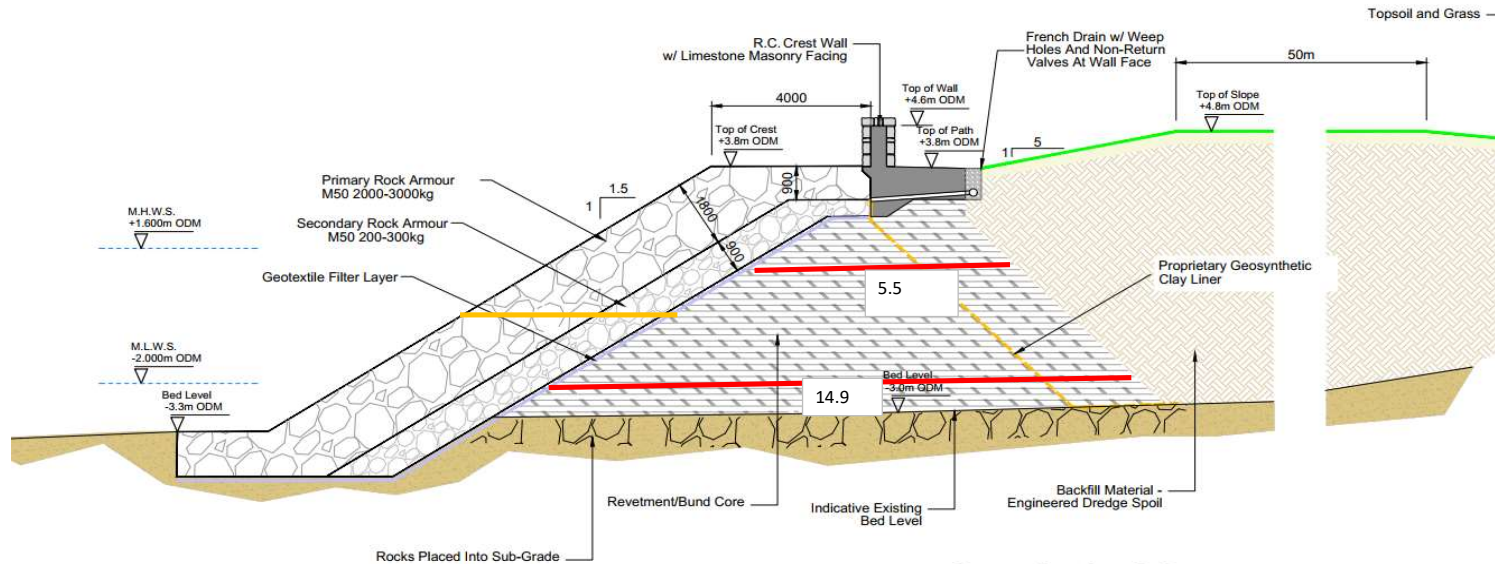 Topsoil and Grass
R.C. Crest Wall
w/ Limestone Masonry Facing
French Drain w/ Weep
Holes And Non-Return
Valves At Wall Face
50m
4000
Top of Wall
+4.6m ODM
Top of Slope
+4.8m ODM
Top of Crest
+3.8m ODM
Top of Path
+3.8m ODM
1
5
Primary Rock Armour
M50 2000-3000kg
1
1.5
900
1800
900
M.H.W.S.
+1.600m ODM
Secondary Rock Armour
M50 200-300kg
Geotextile Filter Layer
Proprietary Geosynthetic
Clay Liner
5.5
M.L.W.S.
-2.000m ODM
Bed Level
-3.3m ODM
14.9
Bed Level
-3.0m ODM
Revetment/Bund Core
Indicative Existing
Bed Level
Backfill Material -
Engineered Dredge Spoil
Rocks Placed Into Sub-Grade